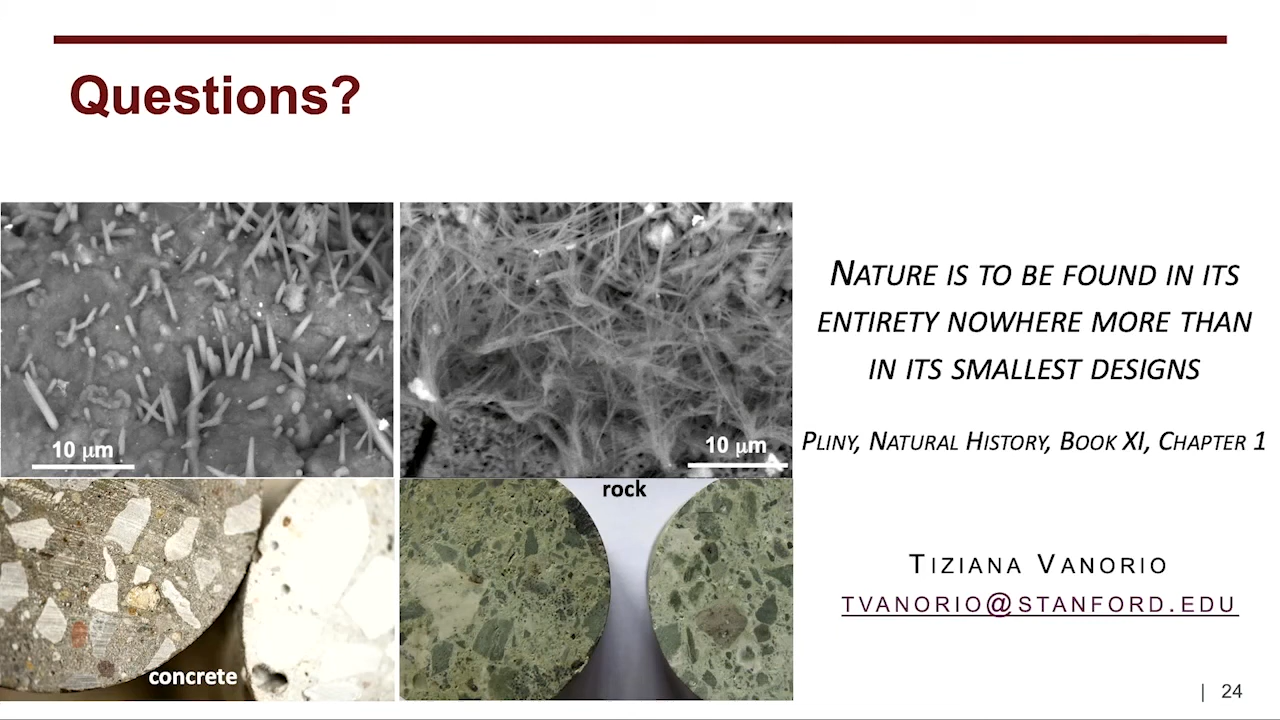 Questions?
10 μm
10 μm
rock
concrete
NATURE IS TO BE FOUND IN ITS
ENTIRETY NOWHERE MORE THAN
IN ITS SMALLEST DESIGNS
PLINY, NATURAL HISTORY, BOOK XI, CHAPTER 1
TIZIANA VANORIO
TVANORIO@STANFORD.EDU
| 24